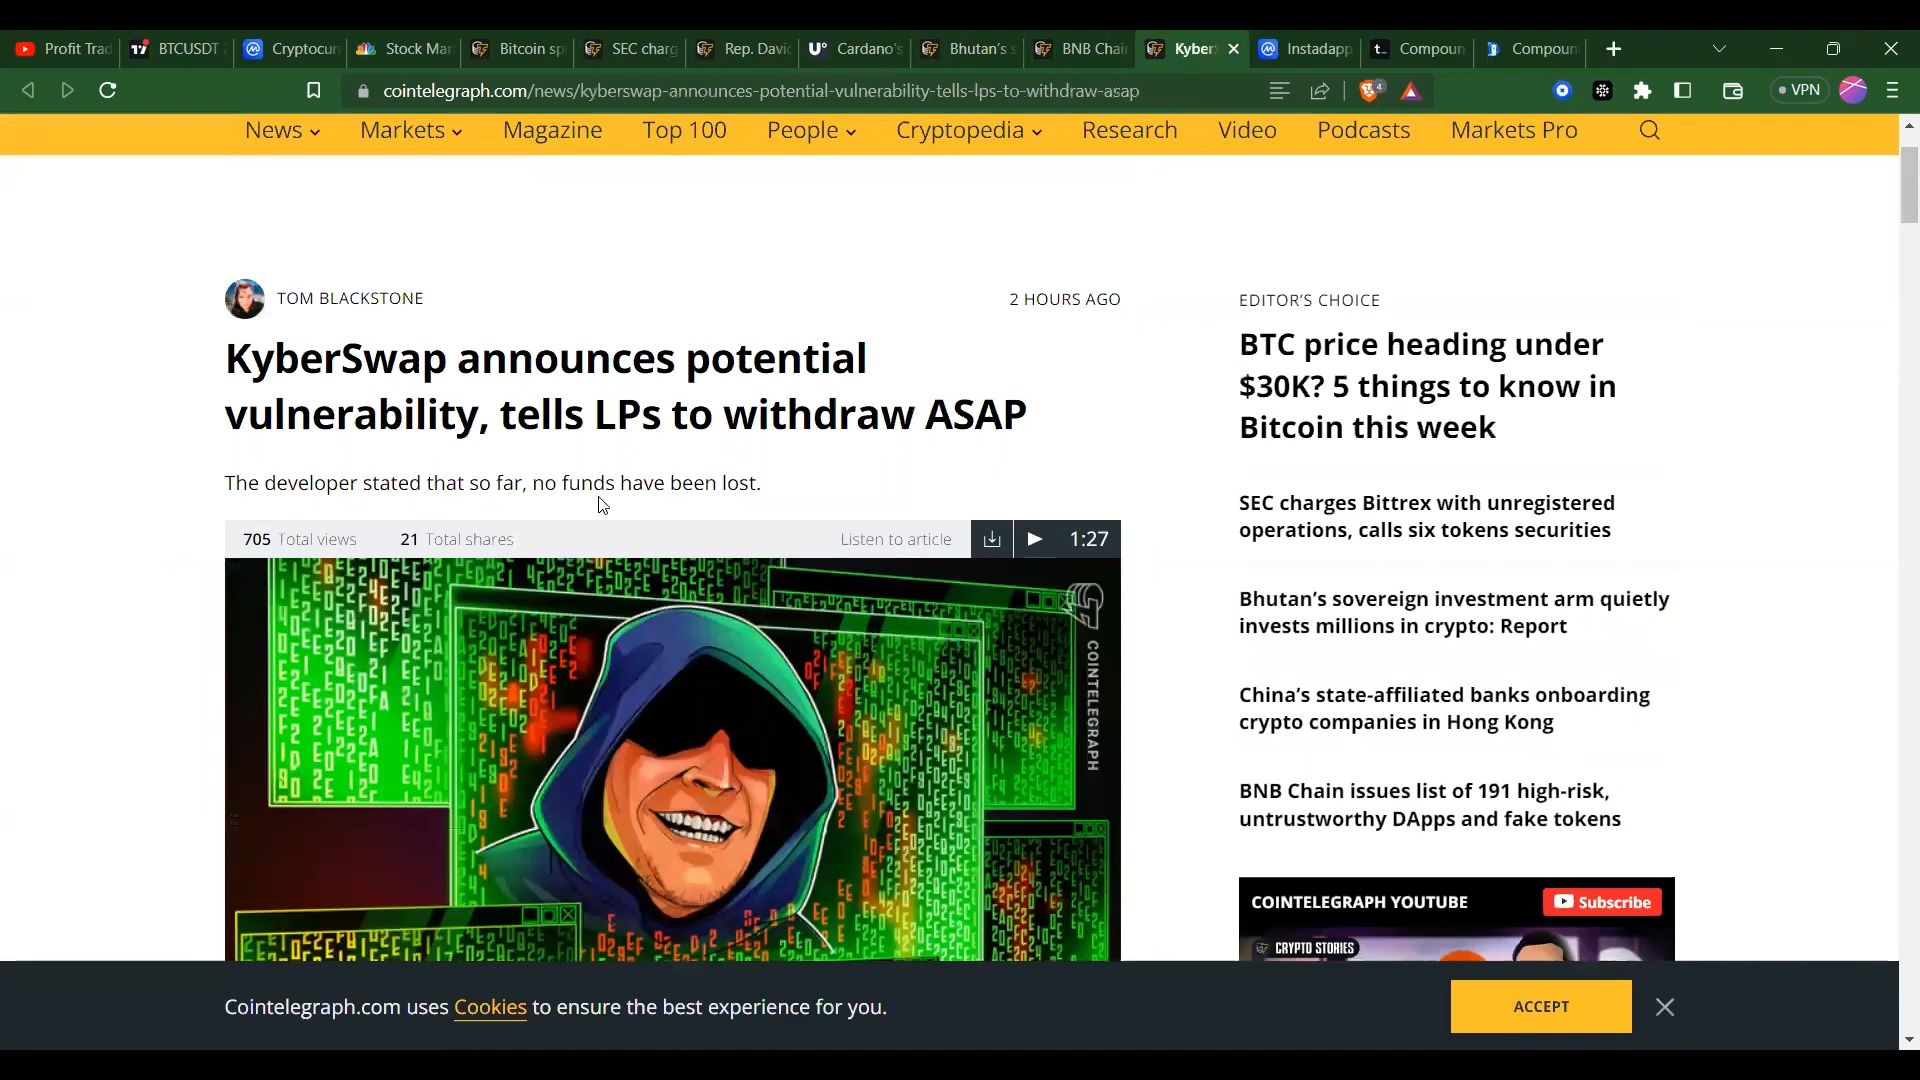 Profit Trad
BTCUSDT
Cryptocur
Stock Mar
Bitcoin sp
SEC charg
Rep. Davi
Cardano's
Bhutan's s
BNB Chai
Kyber
Instadapp
t. Compoun
Compoun
cointelegraph.com/news/kyberswap-announces-potential-vulnerability-tells-lps-to-withdraw-asap
4
VPN
News Markets Magazine Top 100 People Cryptopedia Research Video Podcasts Markets Pro
TOM BLACKSTONE
2 HOURS AGO
KyberSwap announces potential
vulnerability, tells LPs to withdraw ASAP
The developer stated that so far, no funds have been lost.
705 Total views 21 Total shares Listen to article 1:27
COINTELEGRAPH
EDITOR'S CHOICE
BTC price heading under
$30K? 5 things to know in
Bitcoin this week
SEC charges Bittrex with unregistered
operations, calls six tokens securities
Bhutan's sovereign investment arm quietly
invests millions in crypto: Report
China's state-affiliated banks onboarding
crypto companies in Hong Kong
BNB Chain issues list of 191 high-risk,
untrustworthy DApps and fake tokens
COINTELEGRAPH YOUTUBE
Subscribe
CRYPTO STORIES
Cointelegraph.com uses Cookies to ensure the best experience for you.
ACCEPT